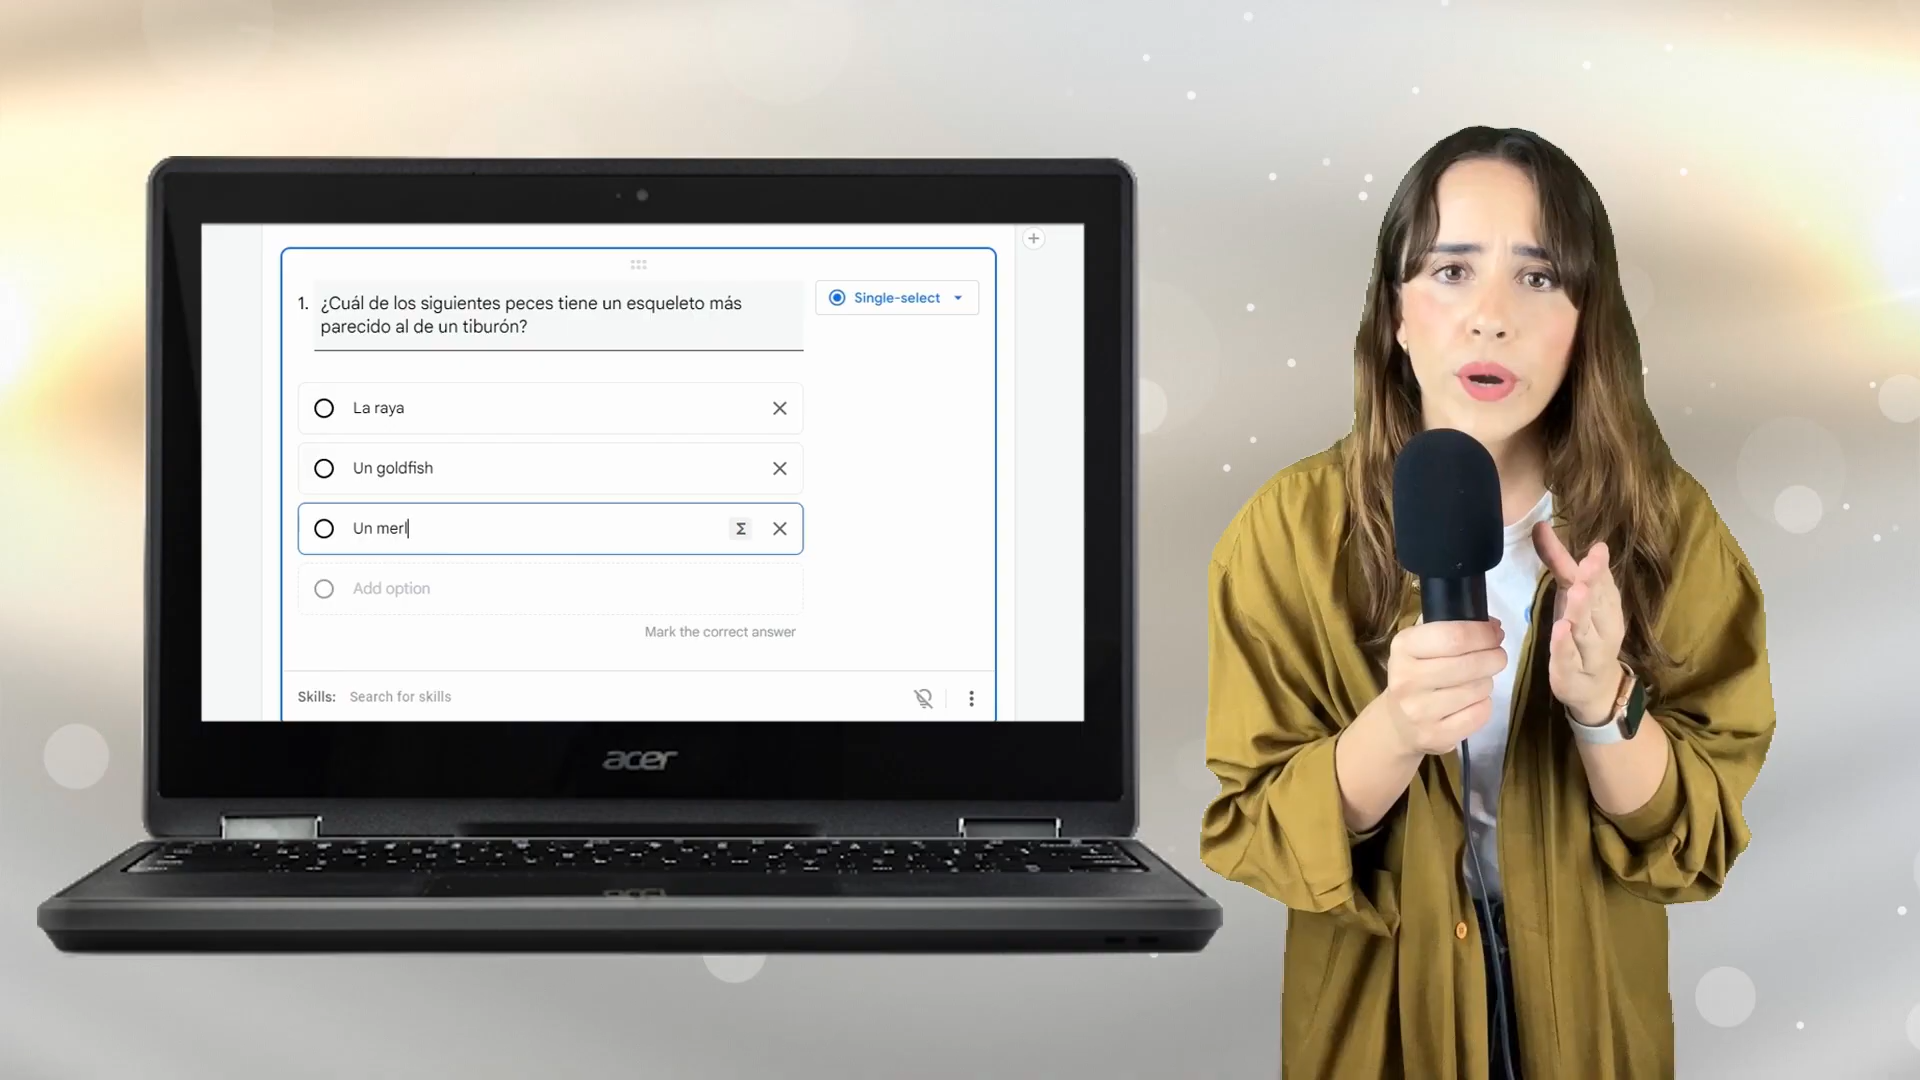 1. ¿Cuál de los siguientes peces tiene un esqueleto más
parecido al de un tiburón?
Single-select
La raya
Un goldfish
Un merl
Σ
Add option
Mark the correct answer
Skills: Search for skills
acer